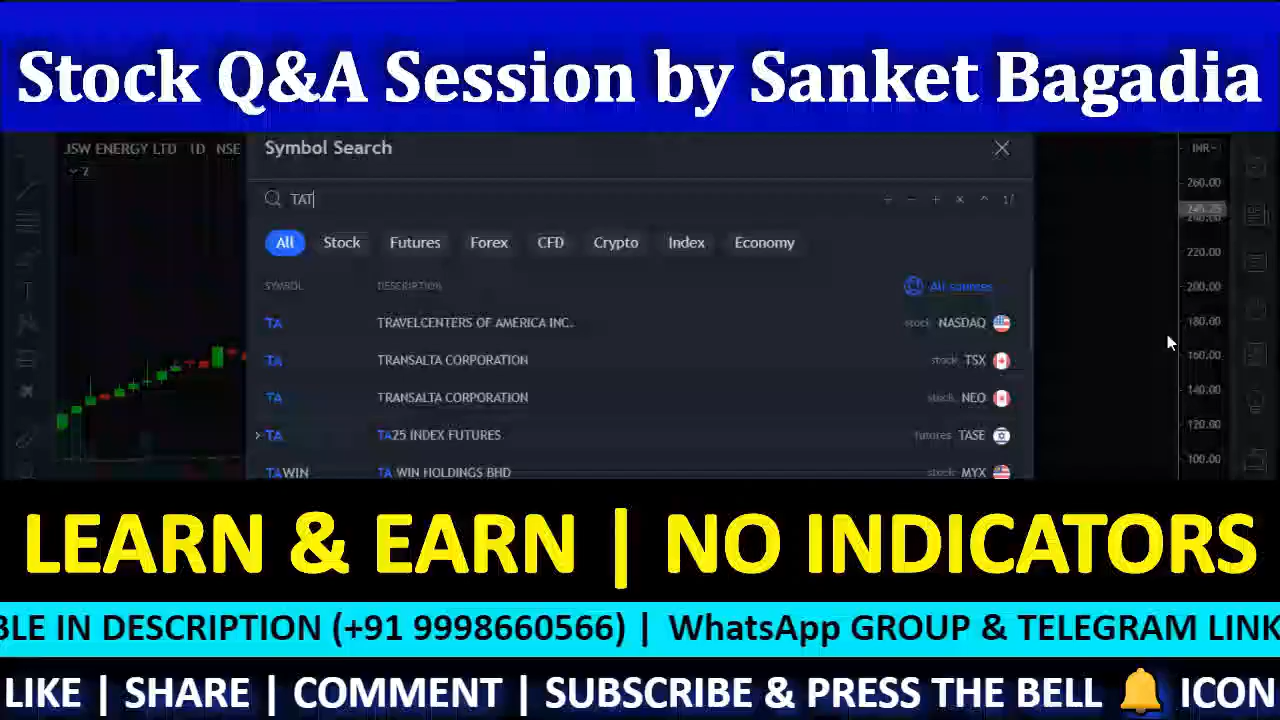 Stock Q&A Session by Sanket Bagadia
JSW ENERGY LTD 1D NSE
7
Symbol Search
INR
TAT
1/
260.00
245.25
240.00
220.00
200.00
180.00
160.00
140.00
120.00
100.00
All Stock Futures Forex CFD Crypto Index Economy
SYMBOL DESCRIPTION All sources
TA TRAVELCENTERS OF AMERICA INC. stock NASDAQ
TA TRANSALTA CORPORATION stock TSX
TA TRANSALTA CORPORATION stock NEO
TA TA25 INDEX FUTURES futures TASE
TAWIN TA WIN HOLDINGS BHD stock MYX
LEARN & EARN | NO INDICATORS
BLE IN DESCRIPTION (+91 9998660566) | WhatsApp GROUP & TELEGRAM LINK
LIKE | SHARE | COMMENT | SUBSCRIBE & PRESS THE BELL 🔔 ICON